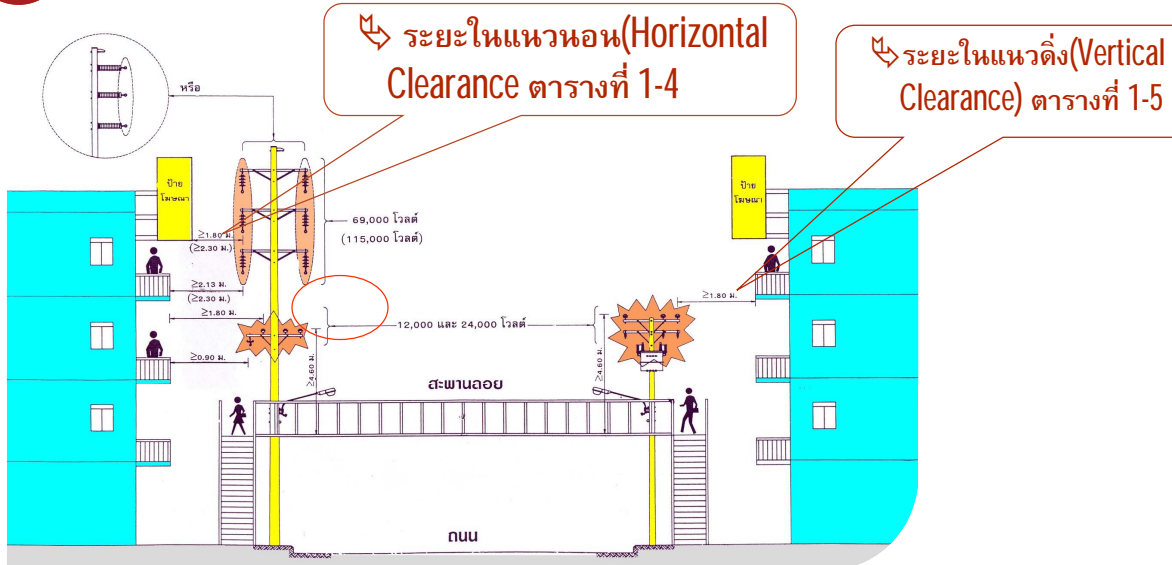 ระยะในแนวนอน(Horizontal
Clearance ตารางที่ 1-4
ระยะในแนวดิ่ง(Vertical
Clearance) ตารางที่ 1-5
หรือ
ป้าย
โฆษณา
ป้าย
โฆษณา
69,000 โวลต์
(115,000 โวลต์)
≥1.80 ม.
(≥2.30 ม.)
≥2.13 ม.
(≥2.30 ม.)
≥1.80 ม.
≥1.80 ม.
12,000 และ 24,000 โวลต์
≥0.90 ม.
≥4.60 ม.
≥4.60 ม.
สะพานลอย
ถนน